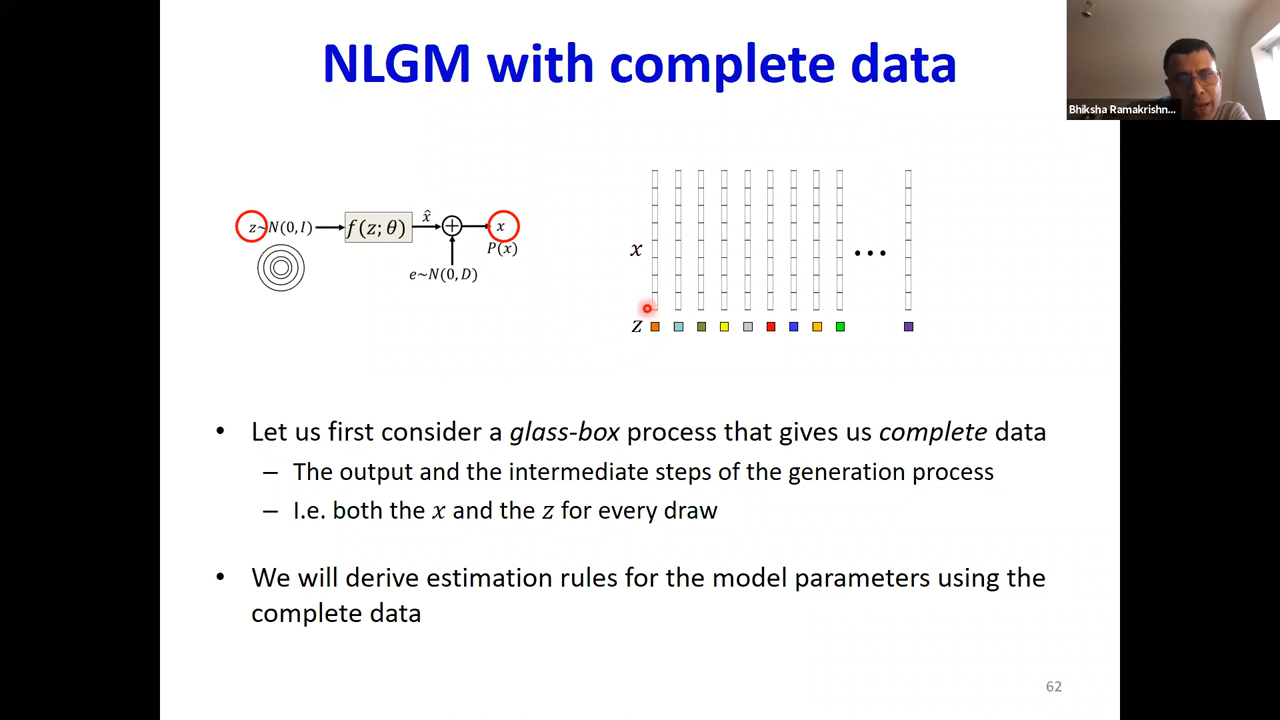 NLGM with complete data
Bhiksha Ramakrishn...
z~N(0,I)
f(z;θ)
x̂
x
P(x)
e~N(0,D)
x
...
z
• Let us first consider a glass-box process that gives us complete data
– The output and the intermediate steps of the generation process
– I.e. both the x and the z for every draw
• We will derive estimation rules for the model parameters using the
complete data
62